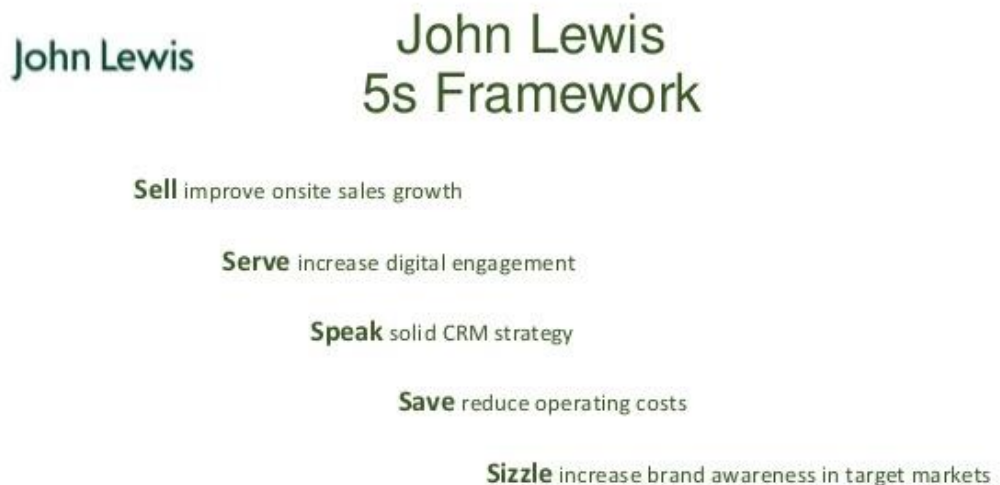 John Lewis
John Lewis
5s Framework
Sell improve onsite sales growth
Serve increase digital engagement
Speak solid CRM strategy
Save reduce operating costs
Sizzle increase brand awareness in target markets